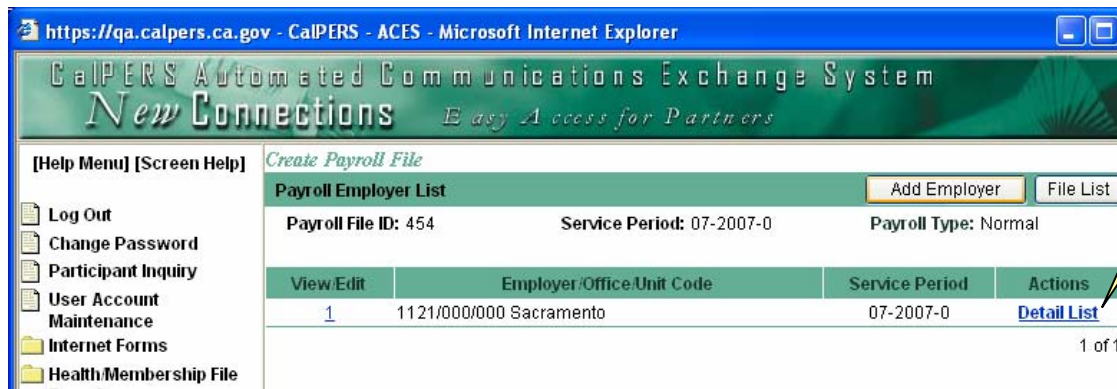 https://qa.calpers.ca.gov - CalPERS - ACES - Microsoft Internet Explorer
CalPERS Automated Communications Exchange System
New Connections Easy Access for Partners
[Help Menu] [Screen Help]
Log Out
Change Password
Participant Inquiry
User Account
Maintenance
Internet Forms
Health/Membership File
Create Payroll File
Payroll Employer List Add Employer File List
Payroll File ID: 454 Service Period: 07-2007-0 Payroll Type: Normal
View/Edit Employer/Office/Unit Code Service Period Actions
1 1121/000/000 Sacramento 07-2007-0 Detail List
1 of 1